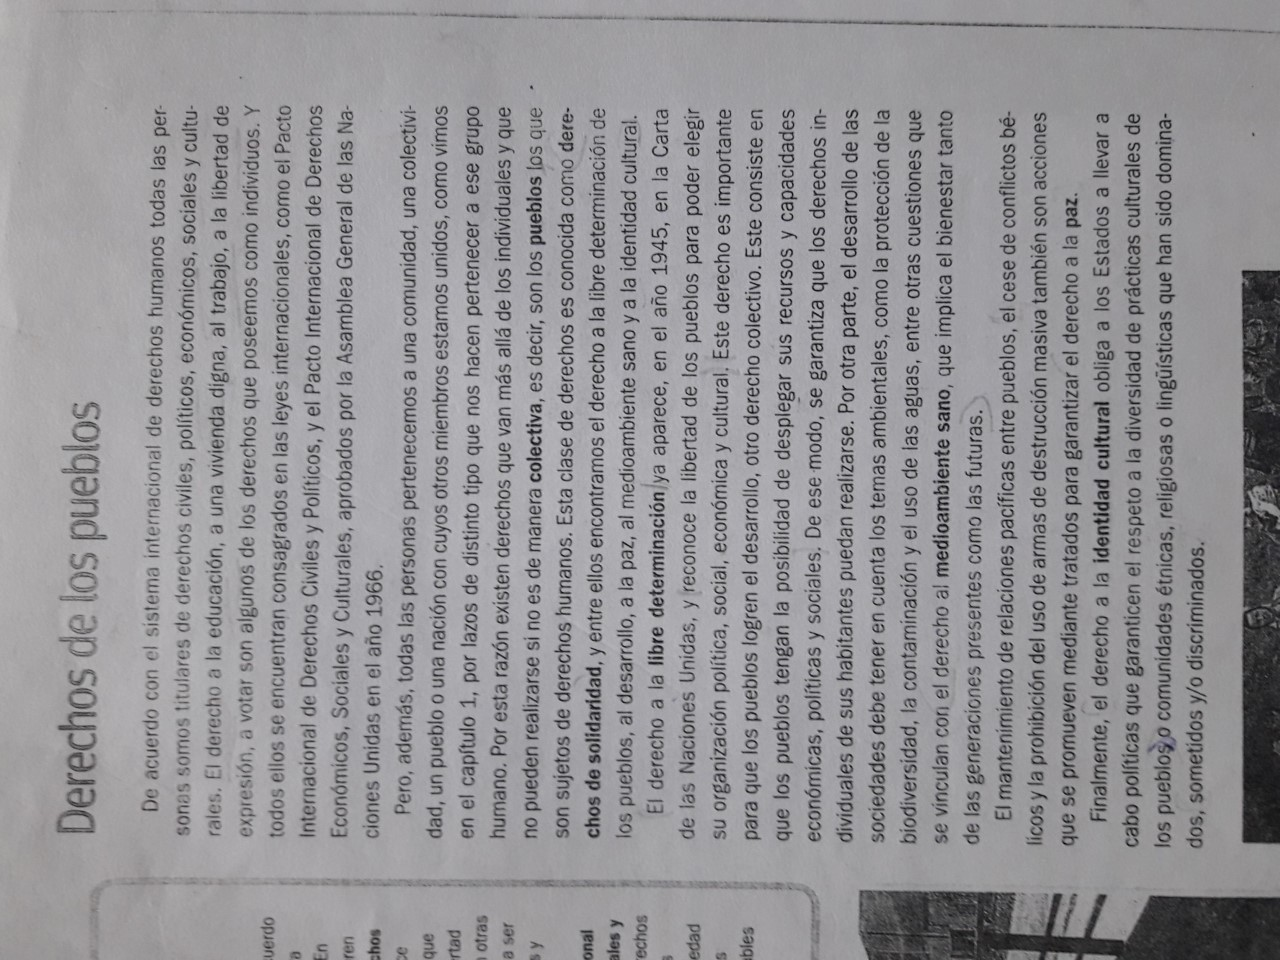 Derechos de los pueblos
De acuerdo con el sistema internacional de derechos humanos todas las per-
sonas somos titulares de derechos civiles, políticos, económicos, sociales y cultu-
rales. El derecho a la educación, a una vivienda digna, al trabajo, a la libertad de
expresión, a votar son algunos de los derechos que poseemos como individuos. Y
todos ellos se encuentran consagrados en las leyes internacionales, como el Pacto
Internacional de Derechos Civiles y Políticos, y el Pacto Internacional de Derechos
Económicos, Sociales y Culturales, aprobados por la Asamblea General de las Na-
ciones Unidas en el año 1966.
Pero, además, todas las personas pertenecemos a una comunidad, una colectivi-
dad, un pueblo o una nación con cuyos otros miembros estamos unidos, como vimos
en el capítulo 1, por lazos de distinto tipo que nos hacen pertenecer a ese grupo
humano. Por esta razón existen derechos que van más allá de los individuales y que
no pueden realizarse si no es de manera colectiva, es decir, son los pueblos los que
son sujetos de derechos humanos. Esta clase de derechos es conocida como dere-
chos de solidaridad, y entre ellos encontramos el derecho a la libre determinación de
los pueblos, al desarrollo, a la paz, al medioambiente sano y a la identidad cultural.
El derecho a la libre determinación ya aparece, en el año 1945, en la Carta
de las Naciones Unidas, y reconoce la libertad de los pueblos para poder elegir
su organización política, social, económica y cultural. Este derecho es importante
para que los pueblos logren el desarrollo, otro derecho colectivo. Este consiste en
que los pueblos tengan la posibilidad de desplegar sus recursos y capacidades
económicas, políticas y sociales. De ese modo, se garantiza que los derechos in-
dividuales de sus habitantes puedan realizarse. Por otra parte, el desarrollo de las
sociedades debe tener en cuenta los temas ambientales, como la protección de la
biodiversidad, la contaminación y el uso de las aguas, entre otras cuestiones que
se vinculan con el derecho al medioambiente sano, que implica el bienestar tanto
de las generaciones presentes como las futuras.
El mantenimiento de relaciones pacíficas entre pueblos, el cese de conflictos bé-
licos y la prohibición del uso de armas de destrucción masiva también son acciones
que se promueven mediante tratados para garantizar el derecho a la paz.
Finalmente, el derecho a la identidad cultural obliga a los Estados a llevar a
cabo políticas que garanticen el respeto a la diversidad de prácticas culturales de
los pueblos o comunidades étnicas, religiosas o lingüísticas que han sido domina-
dos, sometidos y/o discriminados.
uerdo
a
En
ren
chos
ce
que
rtad
otras
a ser
s y
onal
ales y
rechos
s
edad
s
ibles